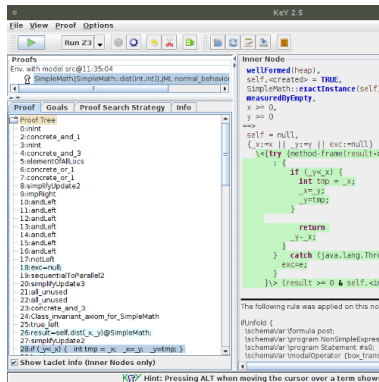 KeY 2.5
File View Proof Options
Run Z3
Proofs
Env. with model src@11:35:04
SimpleMath[SimpleMath::dist(int,int)].JML normal_behavior
Proof Goals Proof Search Strategy Info
Proof Tree
0:inInt
2:concrete_and_1
3:inInt
4:concrete_and_3
5:elementOfAllLocs
6:concrete_or_1
7:concrete_or_1
8:simplifyUpdate2
9:impRight
10:andLeft
11:andLeft
12:andLeft
13:andLeft
14:andLeft
15:andLeft
16:andLeft
17:notLeft
18:exc=null;
19:sequentialToParallel2
20:simplifyUpdate3
21:all_unused
22:all_unused
23:concrete_and_3
24:Class_invariant_axiom_for_SimpleMath
25:true_left
26:result=self.dist(_x,_y)@SimpleMath;
27:simplifyUpdate2
28:if (_y<_x) { int tmp = _x; _x=_y; _y=tmp; }
Show taclet info (Inner Nodes only)
Inner Node
wellFormed(heap),
self.<created> = TRUE,
SimpleMath::exactInstance(self)
measuredByEmpty,
x >= 0,
y >= 0
==>
self = null,
{_x:=x || _y:=y || exc:=null}
\<{try {method-frame(result->
: {
if (_y<_x) {
int tmp = _x;
_x=_y;
_y=tmp;
}
return
_y-_x;
}
} catch (java.lang.Thro
exc=e;
}
}\> (result >= 0 & self.<i
The following rule was applied on this no
ifUnfold {
\schemaVar \formula post;
\schemaVar \program NonSimpleExpres
\schemaVar \program Statement #s0;
\schemaVar \modalOperator {box_trans
KeY Hint: Pressing ALT when moving the cursor over a term show